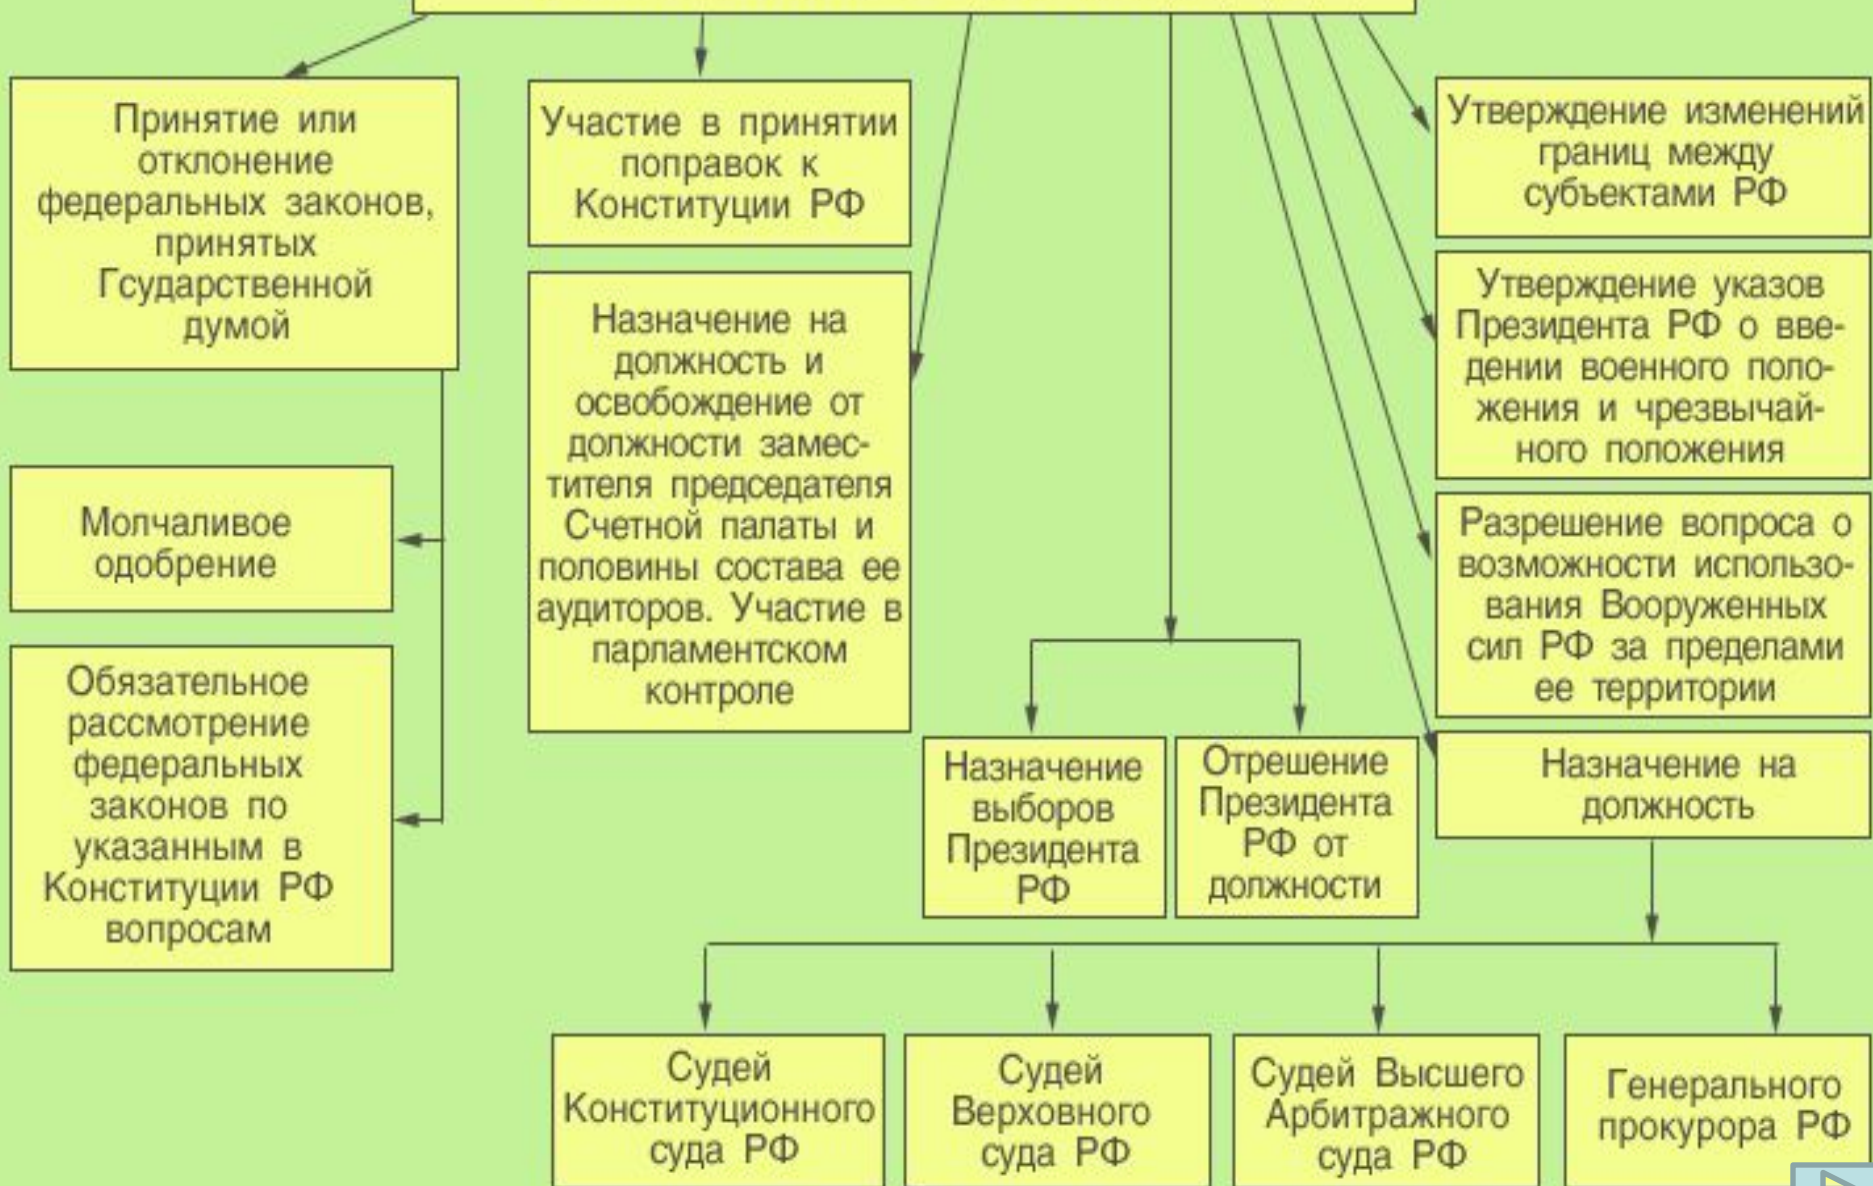 Принятие или
отклонение
федеральных законов,
принятых
Гсударственной
думой
Молчаливое
одобрение
Обязательное
рассмотрение
федеральных
законов по
указанным в
Конституции РФ
вопросам
Участие в принятии
поправок к
Конституции РФ
Назначение на
должность и
освобождение от
должности замес-
тителя председателя
Счетной палаты и
половины состава ее
аудиторов. Участие в
парламентском
контроле
Назначение
выборов
Президента
РФ
Отрешение
Президента
РФ от
должности
Утверждение изменений
границ между
субъектами РФ
Утверждение указов
Президента РФ о вве-
дении военного поло-
жения и чрезвычай-
ного положения
Разрешение вопроса о
возможности использо-
вания Вооруженных
сил РФ за пределами
ее территории
Назначение на
должность
Судей
Конституционного
суда РФ
Судей
Верховного
суда РФ
Судей Высшего
Арбитражного
суда РФ
Генерального
прокурора РФ